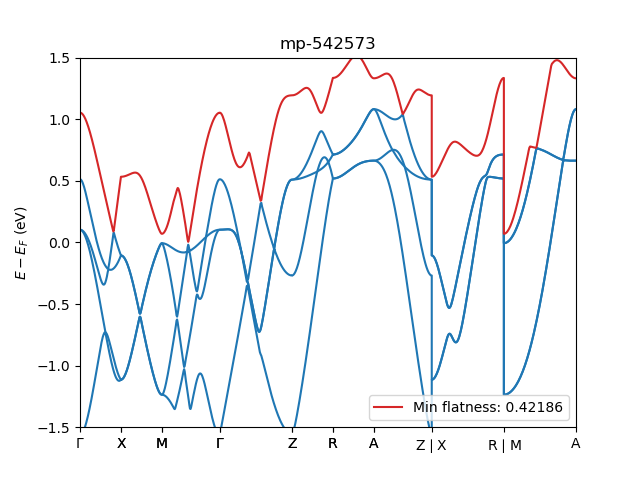 mp-542573
E − E_F (eV)
1.5
1.0
0.5
0.0
−0.5
−1.0
−1.5
Min flatness: 0.42186
Γ X M Γ Z R A Z | X R | M A